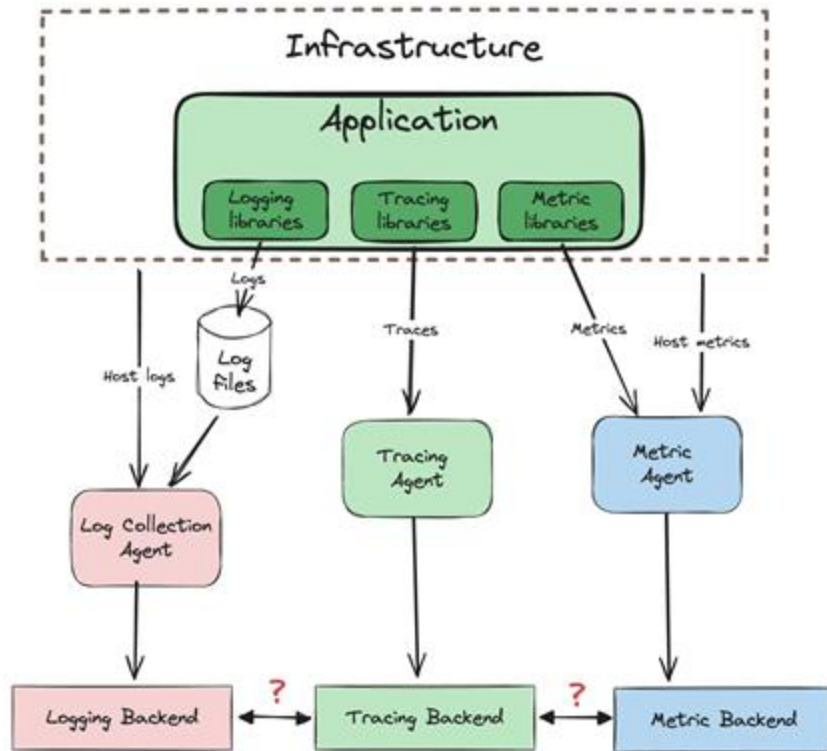 Infrastructure
Application
Logging
libraries
Tracing
libraries
Metric
libraries
Logs
Traces
Metrics
Host metrics
Host logs
Log
files
Tracing
Agent
Metric
Agent
Log Collection
Agent
?
?
Logging Backend
Tracing Backend
Metric Backend